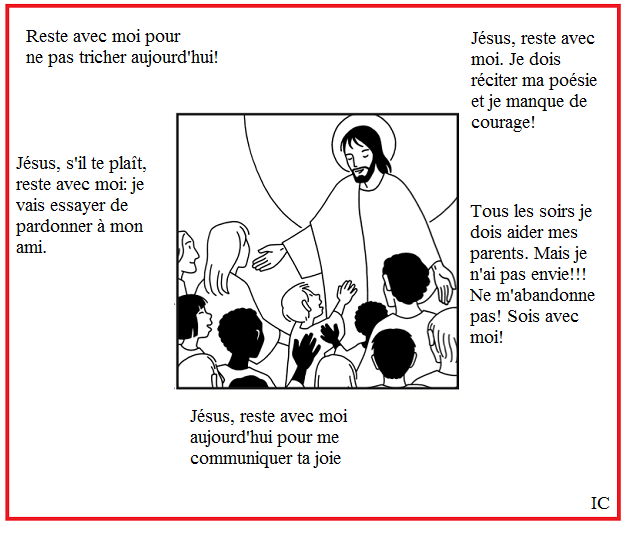 Reste avec moi pour
ne pas tricher aujourd'hui!
Jésus, reste avec
moi. Je dois
réciter ma poésie
et je manque de
courage!
Jésus, s'il te plaît,
reste avec moi: je
vais essayer de
pardonner à mon
ami.
Tous les soirs je
dois aider mes
parents. Mais je
n'ai pas envie!!!
Ne m'abandonne
pas! Sois avec
moi!
Jésus, reste avec moi
aujourd'hui pour me
communiquer ta joie
IC